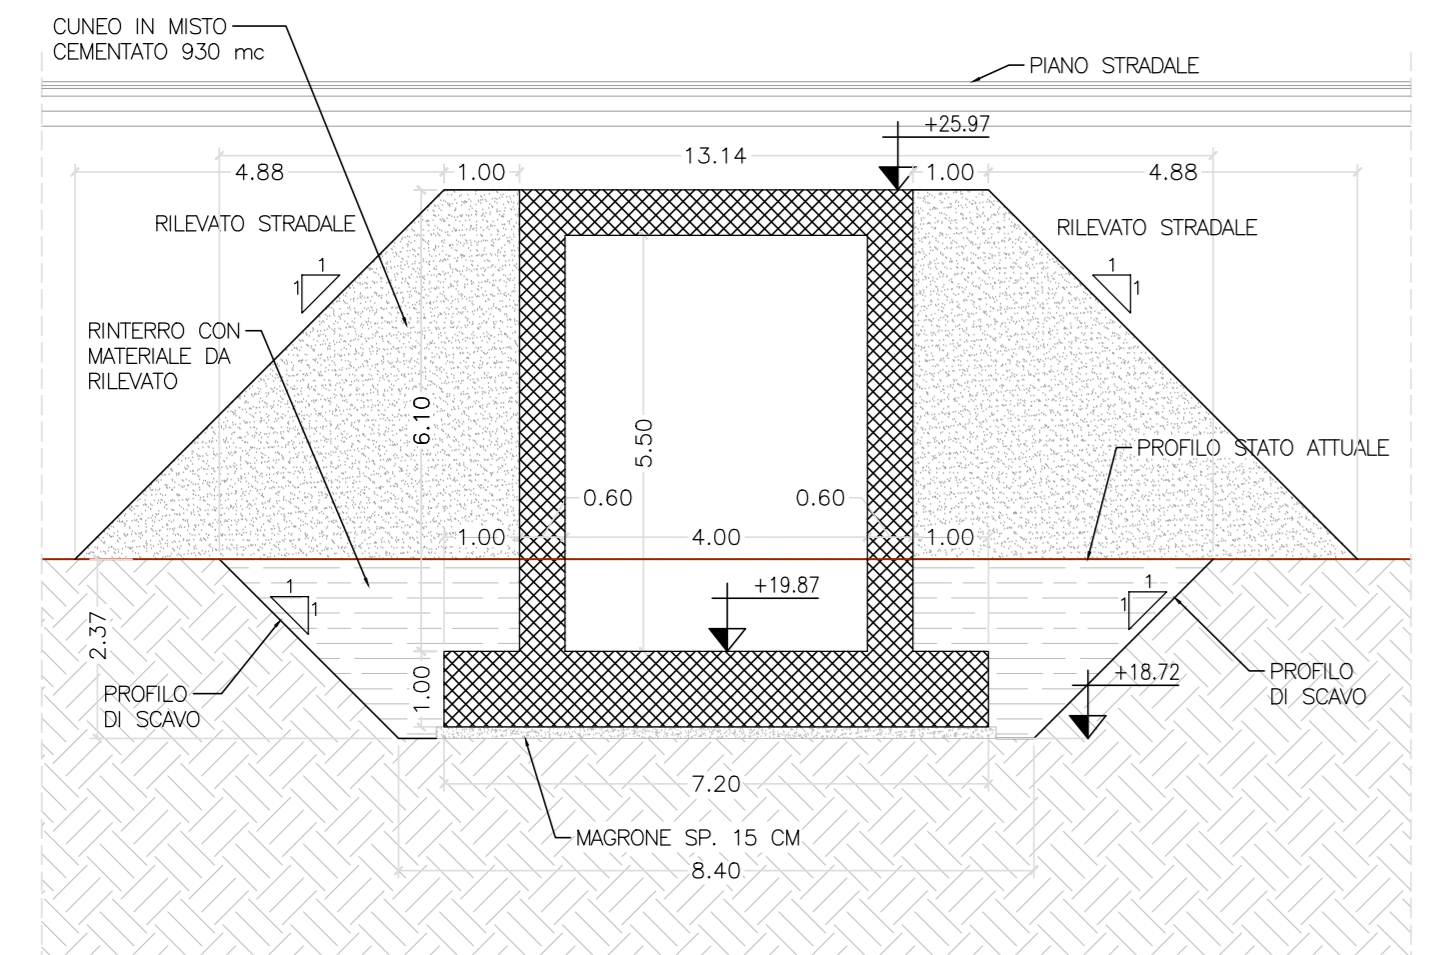 CUNEO IN MISTO
CEMENTATO 930 mc
PIANO STRADALE
+25.97
13.14
4.88
1.00
1.00
4.88
RILEVATO STRADALE
RILEVATO STRADALE
1
1
1
1
RINTERRO CON
MATERIALE DA
RILEVATO
6.10
5.50
PROFILO STATO ATTUALE
0.60
0.60
1.00
4.00
1.00
+19.87
1
1
1
1
2.37
1.00
PROFILO
DI SCAVO
+18.72
PROFILO
DI SCAVO
7.20
MAGRONE SP. 15 CM
8.40